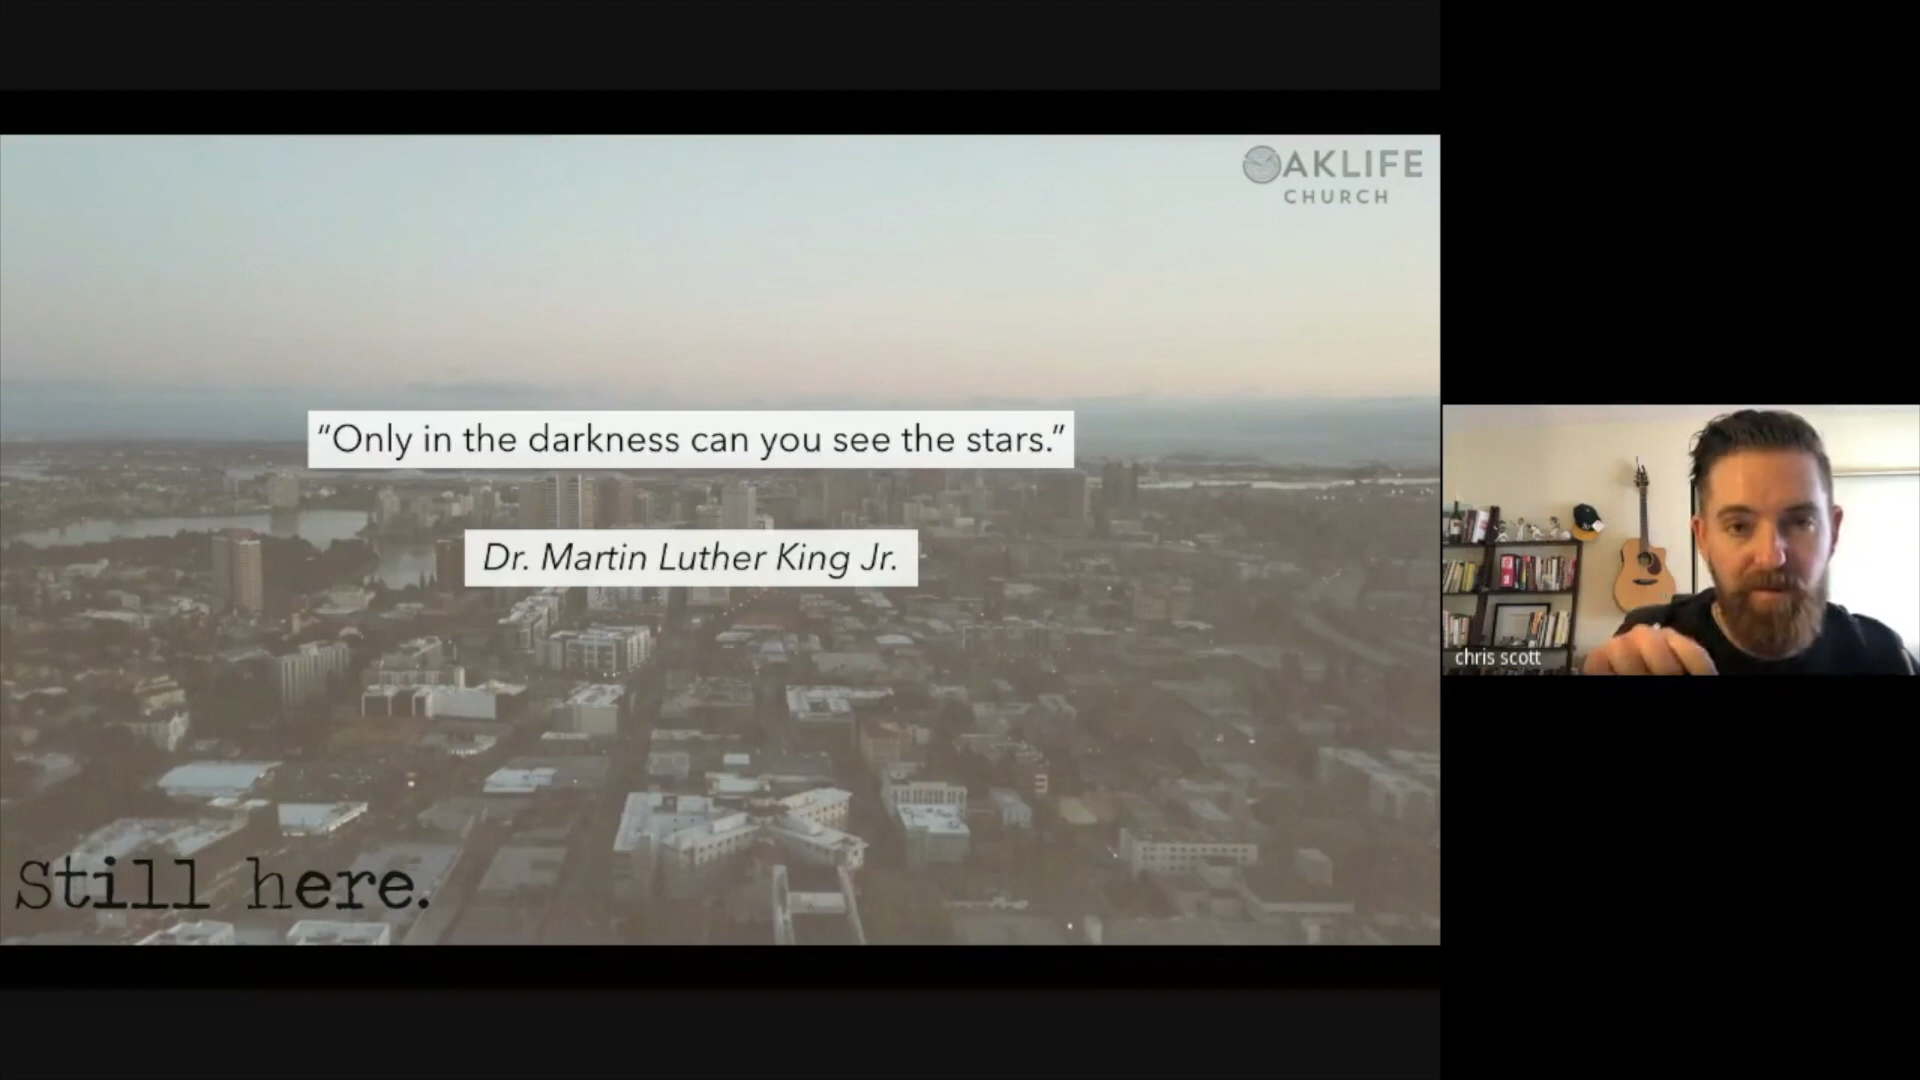 OAKLIFE
CHURCH
“Only in the darkness can you see the stars.”
Dr. Martin Luther King Jr.
chris scott
Still here.